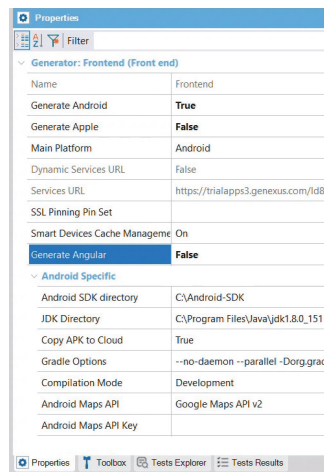 Properties
Filter
Generator: Frontend (Front end)
Name Frontend
Generate Android True
Generate Apple False
Main Platform Android
Dynamic Services URL False
Services URL https://trialapps3.genexus.com/Id8
SSL Pinning Pin Set
Smart Devices Cache Manageme On
Generate Angular False
Android Specific
Android SDK directory C:\Android-SDK
JDK Directory C:\Program Files\Java\jdk1.8.0_151
Copy APK to Cloud True
Gradle Options --no-daemon --parallel -Dorg.grad
Compilation Mode Development
Android Maps API Google Maps API v2
Android Maps API Key
Properties Toolbox Tests Explorer Tests Results